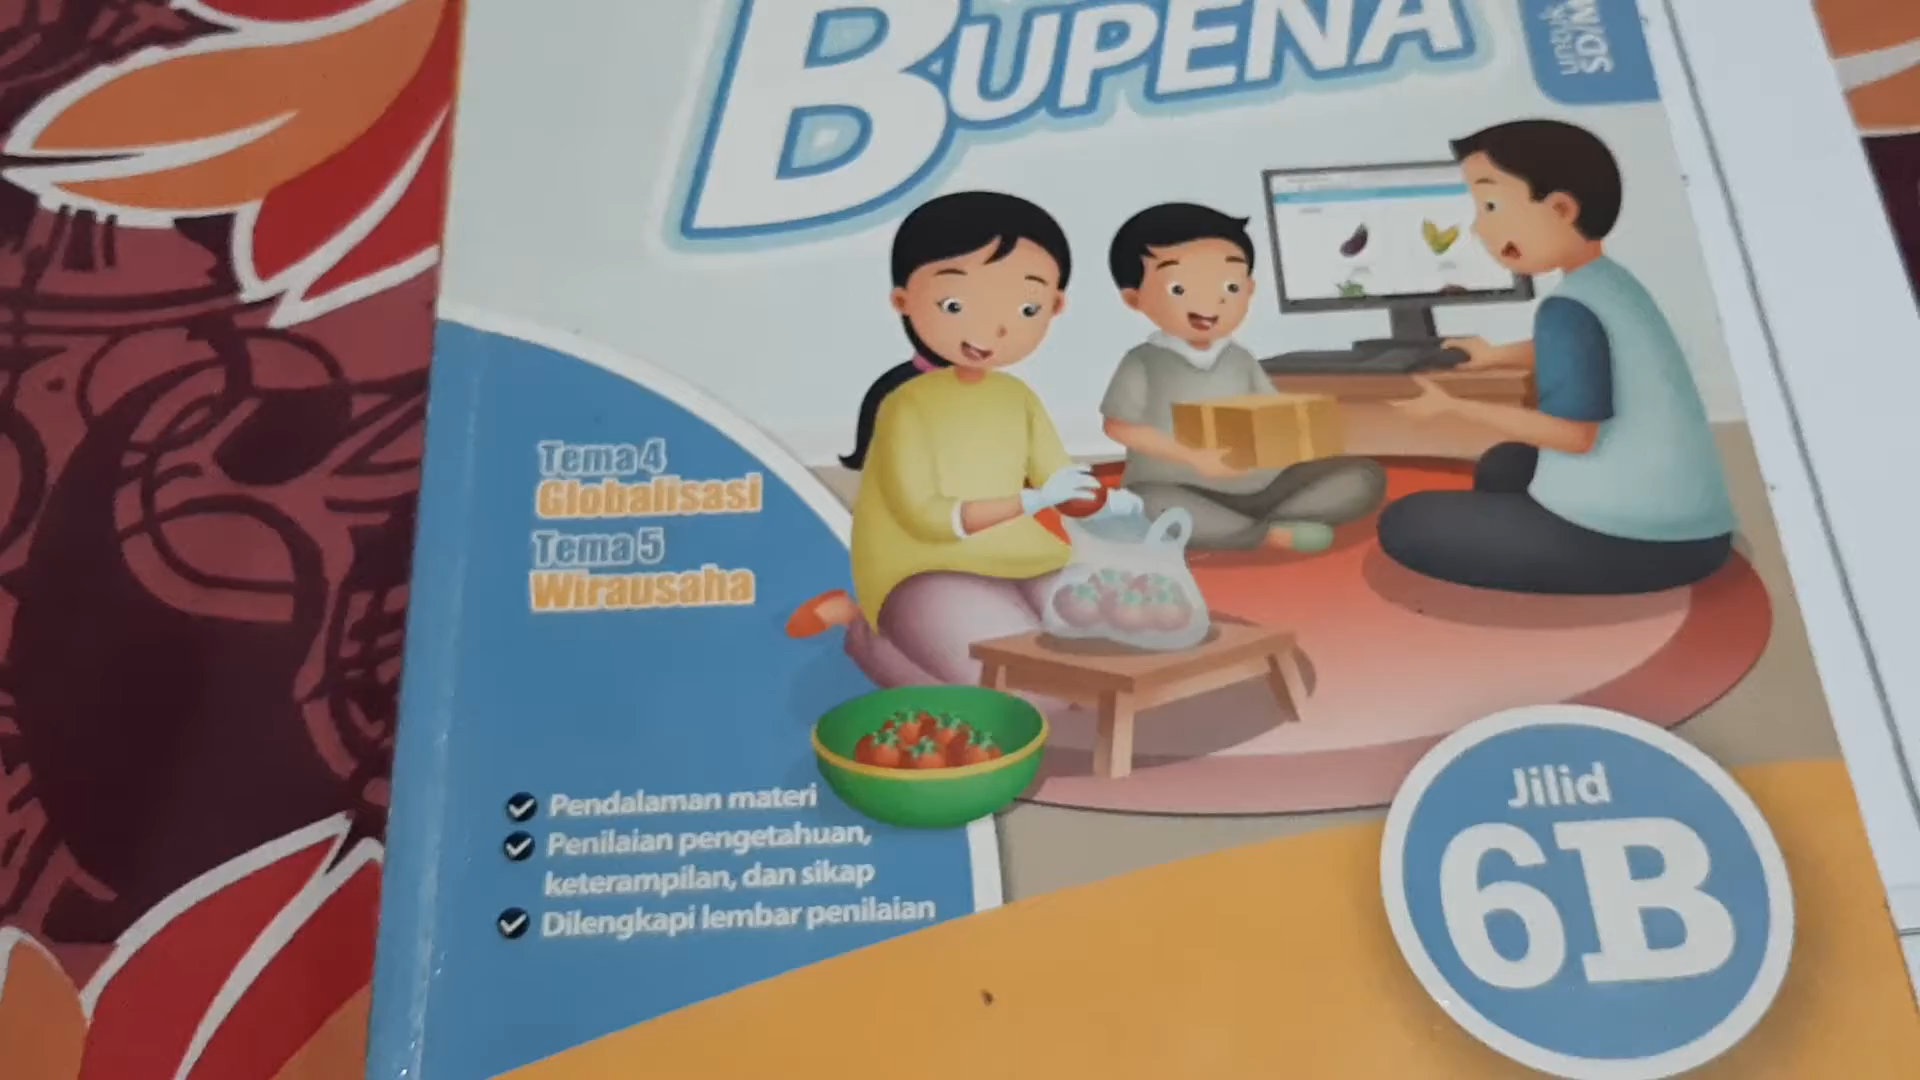 BUPENA
untuk
Tema 4
Globalisasi
Tema 5
Wirausaha
Pendalaman materi
Penilaian pengetahuan,
keterampilan, dan sikap
Dilengkapi lembar penilaian
Jilid
6B